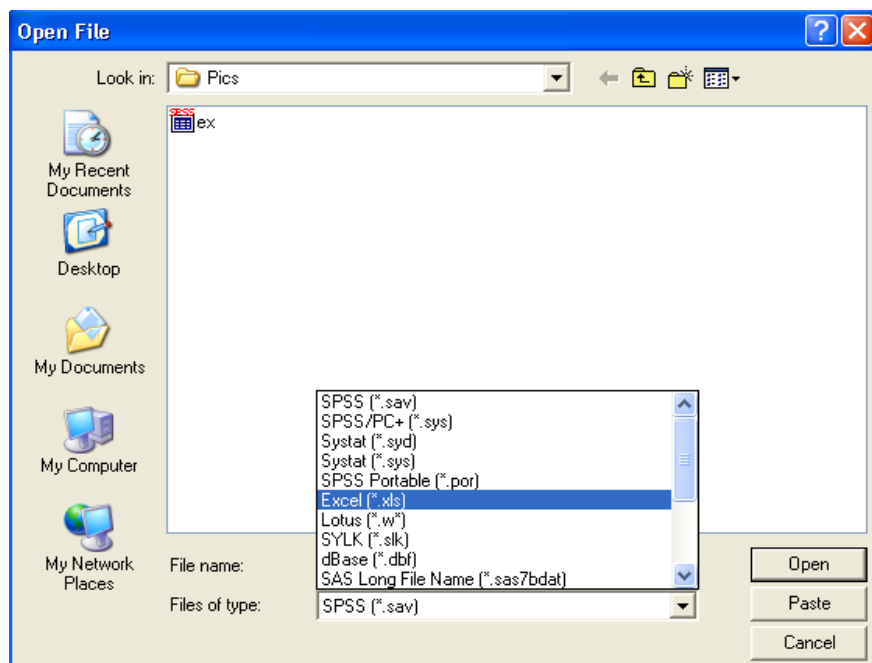 Open File
Look in: Pics
SPSS
ex
My Recent
Documents
Desktop
My Documents
My Computer
My Network
Places
SPSS (*.sav)
SPSS/PC+ (*.sys)
Systat (*.syd)
Systat (*.sys)
SPSS Portable (*.por)
Excel (*.xls)
Lotus (*.w*)
SYLK (*.slk)
dBase (*.dbf)
SAS Long File Name (*.sas7bdat)
File name:
Files of type: SPSS (*.sav)
Open
Paste
Cancel